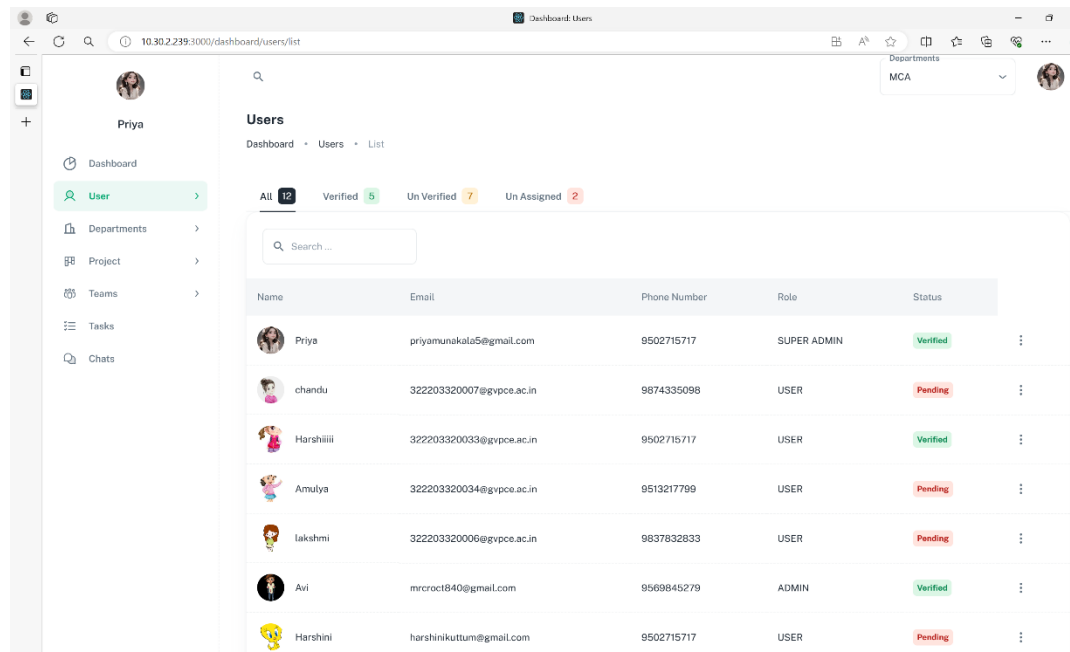 Dashboard: Users
10.30.2.239:3000/dashboard/users/list
Departments
MCA
Priya
Users
Dashboard • Users • List
Dashboard
User
Departments
Project
Teams
Tasks
Chats
All 12 Verified 5 Un Verified 7 Un Assigned 2
Search ...
Name Email Phone Number Role Status
Priya priyamunakala5@gmail.com 9502715717 SUPER ADMIN Verified
chandu 322203320007@gvpce.ac.in 9874335098 USER Pending
Harshiiiii 322203320033@gvpce.ac.in 9502715717 USER Verified
Amulya 322203320034@gvpce.ac.in 9513217799 USER Pending
lakshmi 322203320006@gvpce.ac.in 9837832833 USER Pending
Avi mrcroct840@gmail.com 9569845279 ADMIN Verified
Harshini harshinikuttum@gmail.com 9502715717 USER Pending